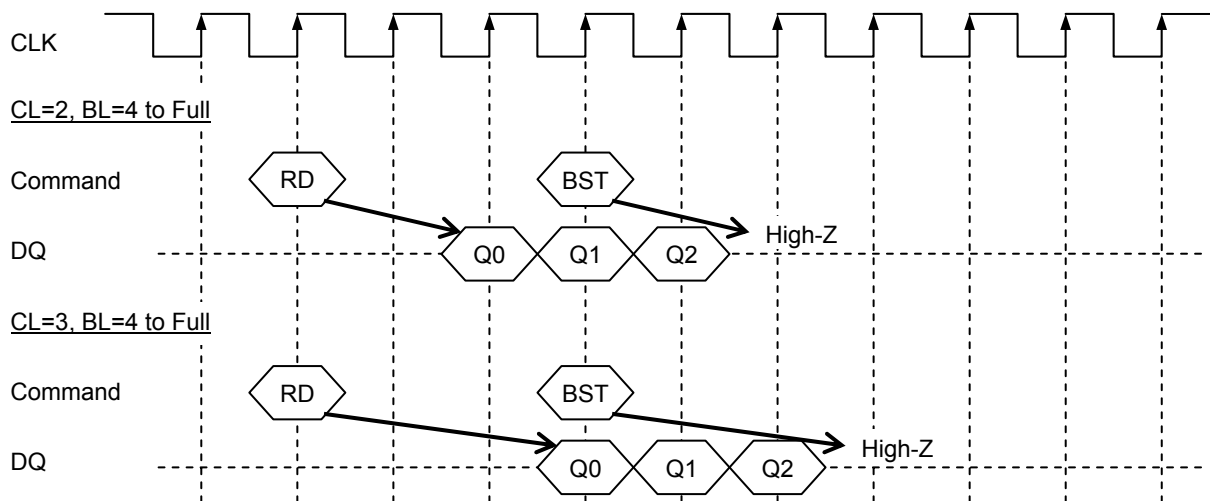 CLK
CL=2, BL=4 to Full
Command RD BST
High-Z
DQ Q0 Q1 Q2
CL=3, BL=4 to Full
Command RD BST
High-Z
DQ Q0 Q1 Q2